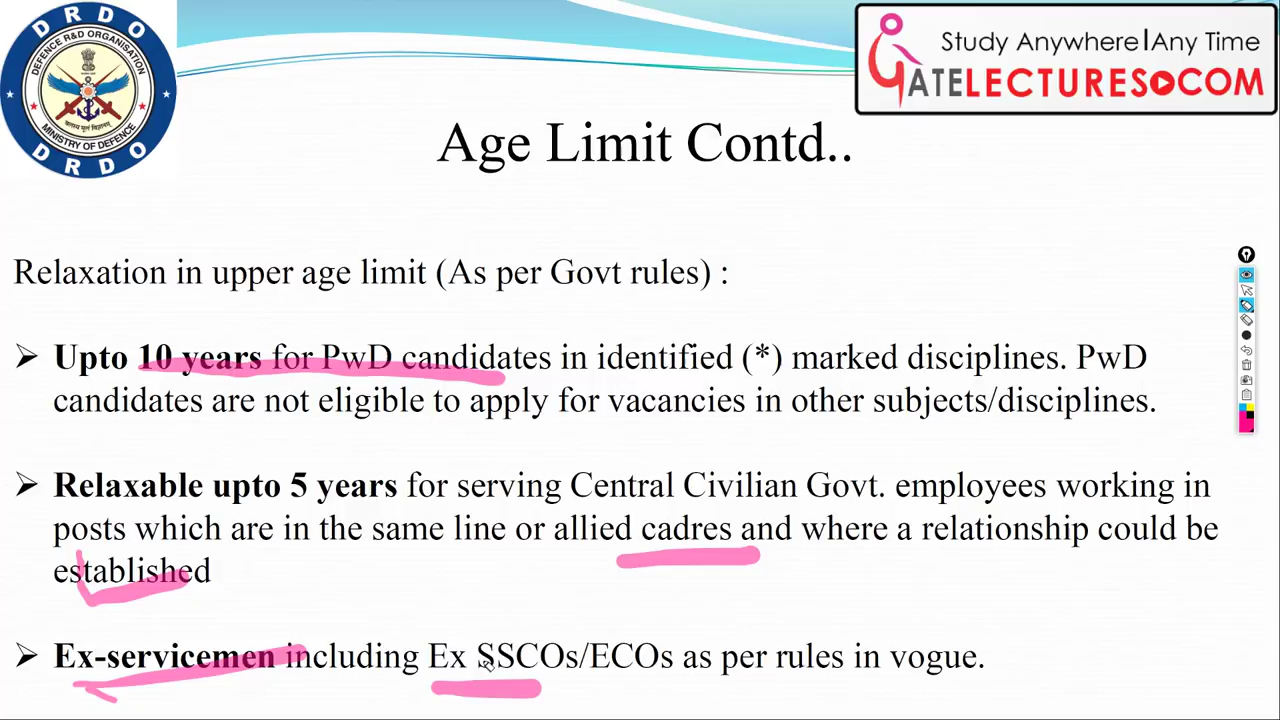 DRDO
DEFENCE R&D ORGANISATION
MINISTRY OF DEFENCE
DRDO
Study Anywhere|Any Time
GATELECTURES.COM
Age Limit Contd..
Relaxation in upper age limit (As per Govt rules) :
➢ Upto 10 years for PwD candidates in identified (*) marked disciplines. PwD
candidates are not eligible to apply for vacancies in other subjects/disciplines.
➢ Relaxable upto 5 years for serving Central Civilian Govt. employees working in
posts which are in the same line or allied cadres and where a relationship could be
established
➢ Ex-servicemen including Ex SSCOs/ECOs as per rules in vogue.